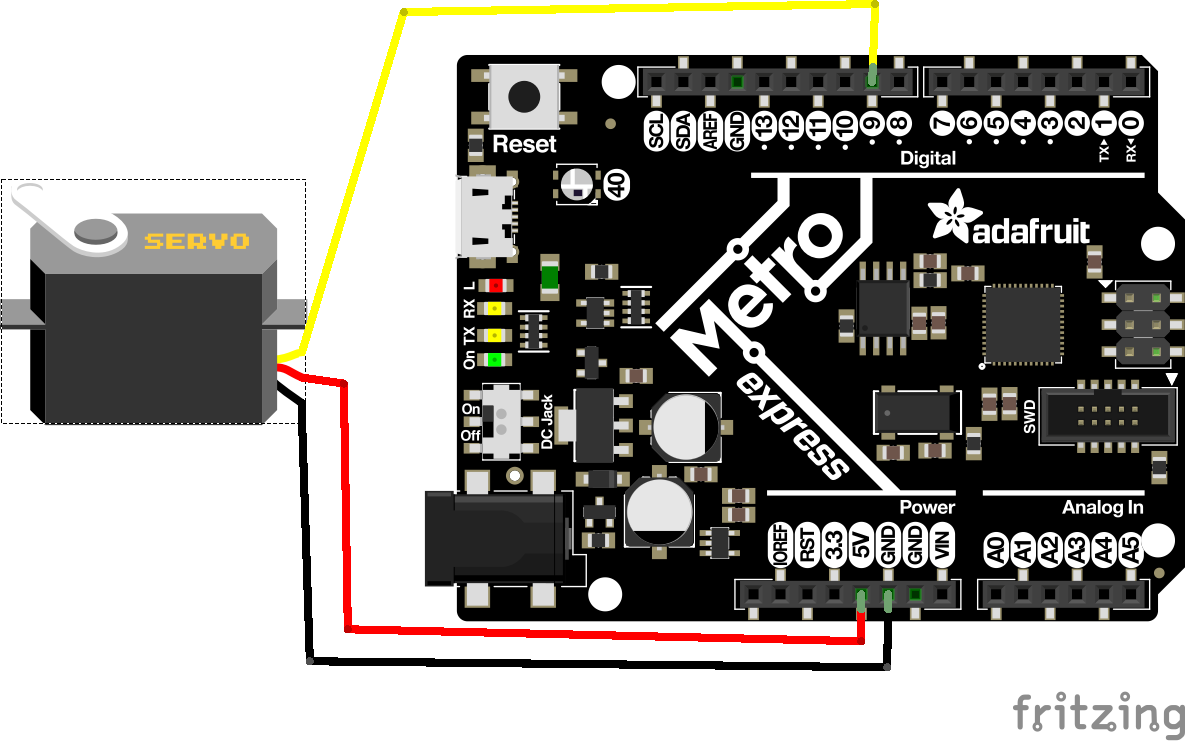 Reset
SCL SDA AREF GND 13 12 11 10 9 8 7 6 5 4 3 2 TX▸ 1 RX◂ 0
Digital
40
SERVO
adafruit
Metro
express
L
RX
TX
On
On
Off
DC Jack
SWD
Power
Analog In
IOREF RST 3.3 5V GND GND VIN A0 A1 A2 A3 A4 A5
fritzing